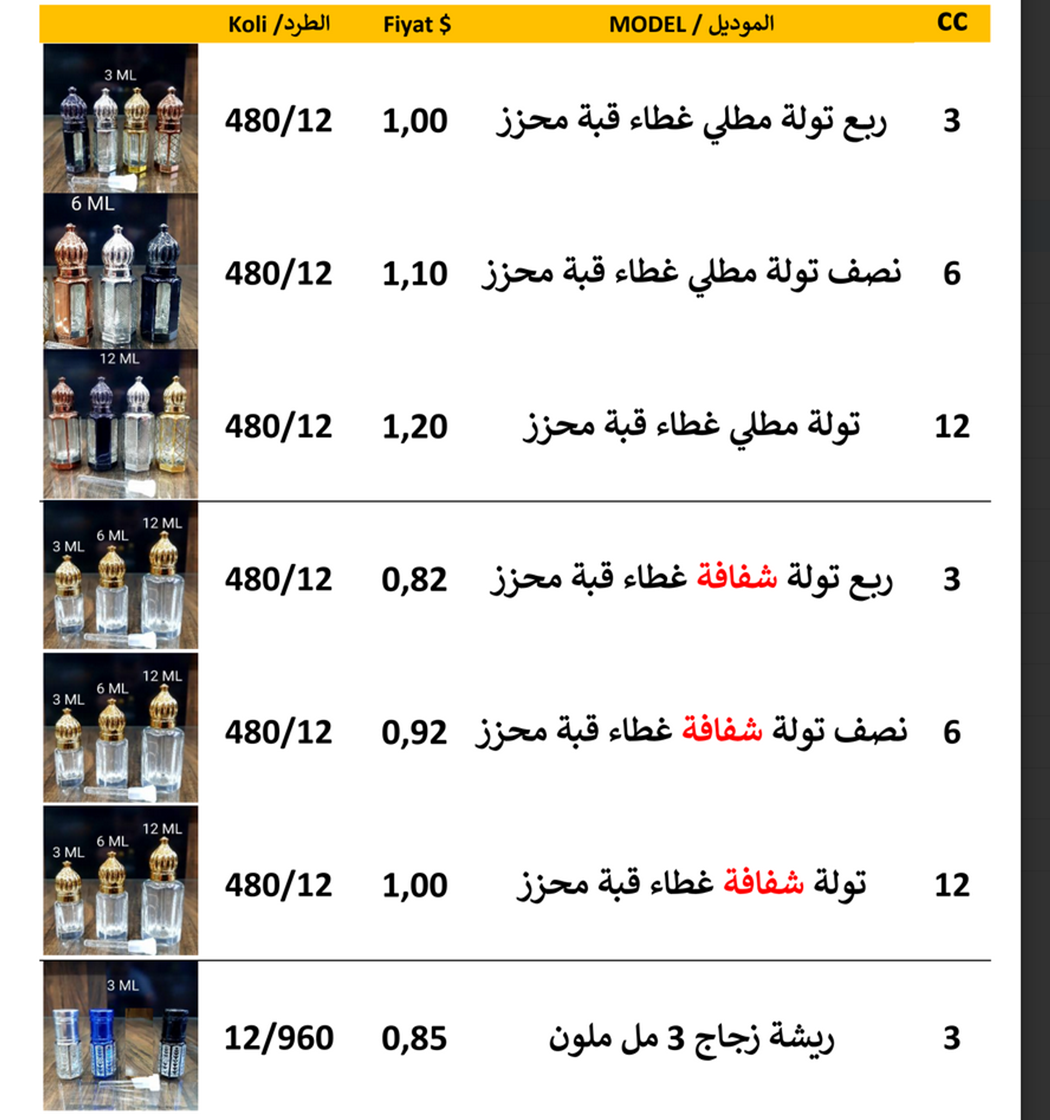 CC الموديل / MODEL Fiyat $ الطرد/ Koli
3 ربع تولة مطلي غطاء قبة محزز 1,00 480/12
3 ML
6 نصف تولة مطلي غطاء قبة محزز 1,10 480/12
6 ML
12 تولة مطلي غطاء قبة محزز 1,20 480/12
12 ML
3 ربع تولة شفافة غطاء قبة محزز 0,82 480/12
3 ML 6 ML 12 ML
6 نصف تولة شفافة غطاء قبة محزز 0,92 480/12
3 ML 6 ML 12 ML
12 تولة شفافة غطاء قبة محزز 1,00 480/12
3 ML 6 ML 12 ML
3 ريشة زجاج 3 مل ملون 0,85 12/960
3 ML